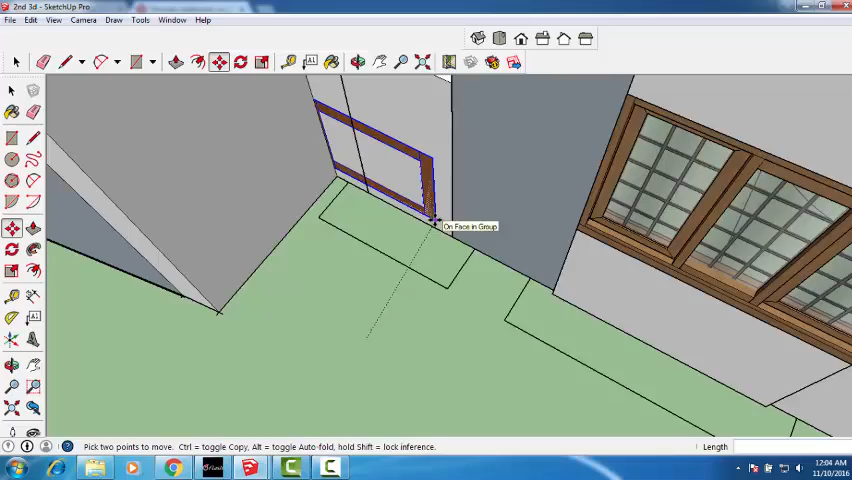 2nd 3d - SketchUp Pro
File Edit View Camera Draw Tools Window Help
On Face in Group
Pick two points to move. Ctrl = toggle Copy, Alt = toggle Auto-fold, hold Shift = lock inference.
Length
12:04 AM
11/10/2016